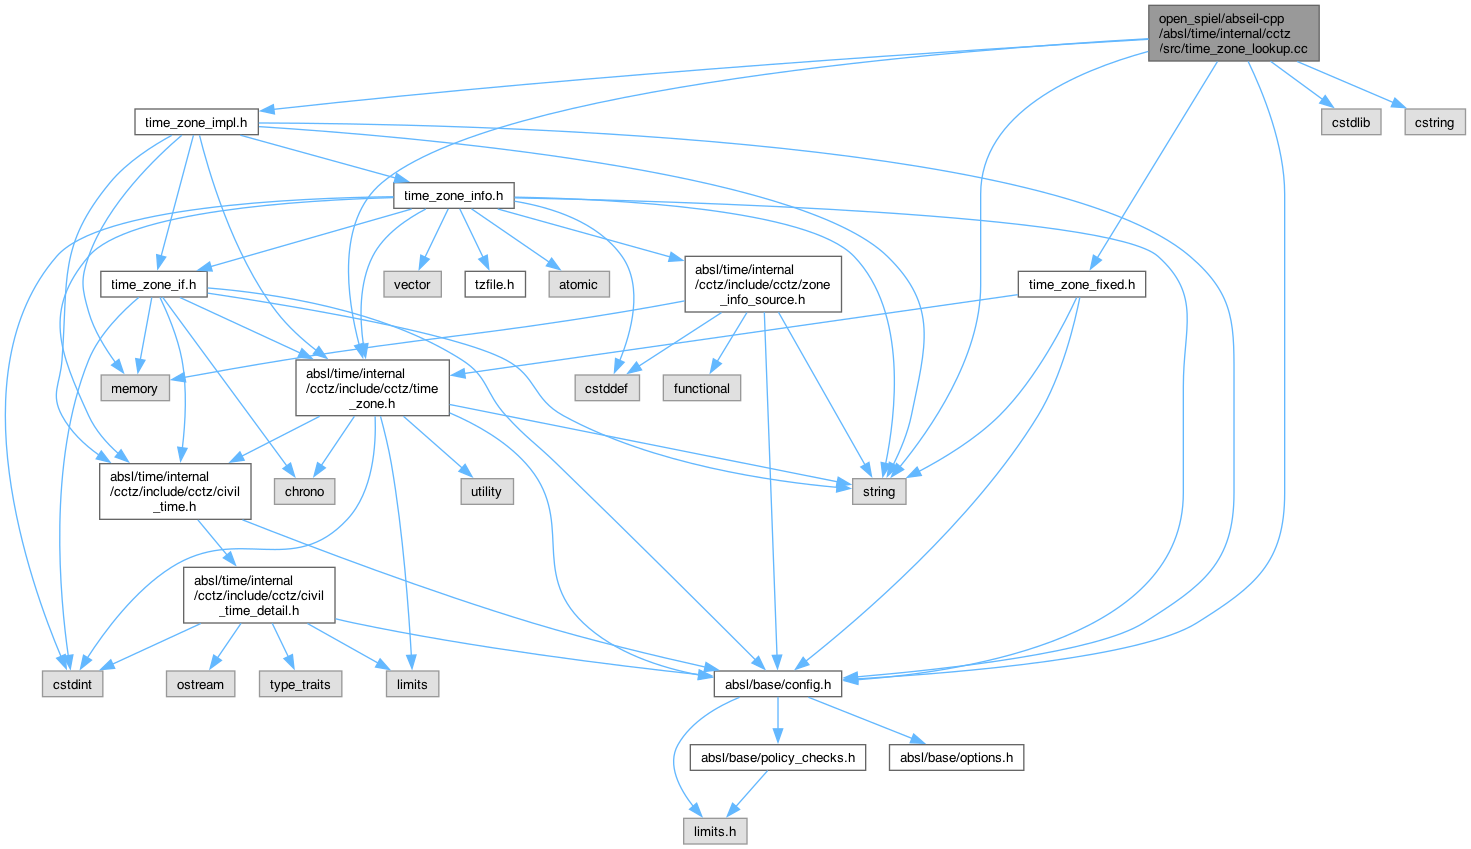 open_spiel/abseil-cpp
/absl/time/internal/cctz
/src/time_zone_lookup.cc
time_zone_impl.h
cstdlib
cstring
time_zone_info.h
absl/time/internal
/cctz/include/cctz/zone
_info_source.h
time_zone_if.h
vector
tzfile.h
atomic
time_zone_fixed.h
absl/time/internal
/cctz/include/cctz/time
_zone.h
memory
cstddef
functional
absl/time/internal
/cctz/include/cctz/civil
_time.h
chrono
utility
string
absl/time/internal
/cctz/include/cctz/civil
_time_detail.h
cstdint
ostream
type_traits
limits
absl/base/config.h
absl/base/policy_checks.h
absl/base/options.h
limits.h